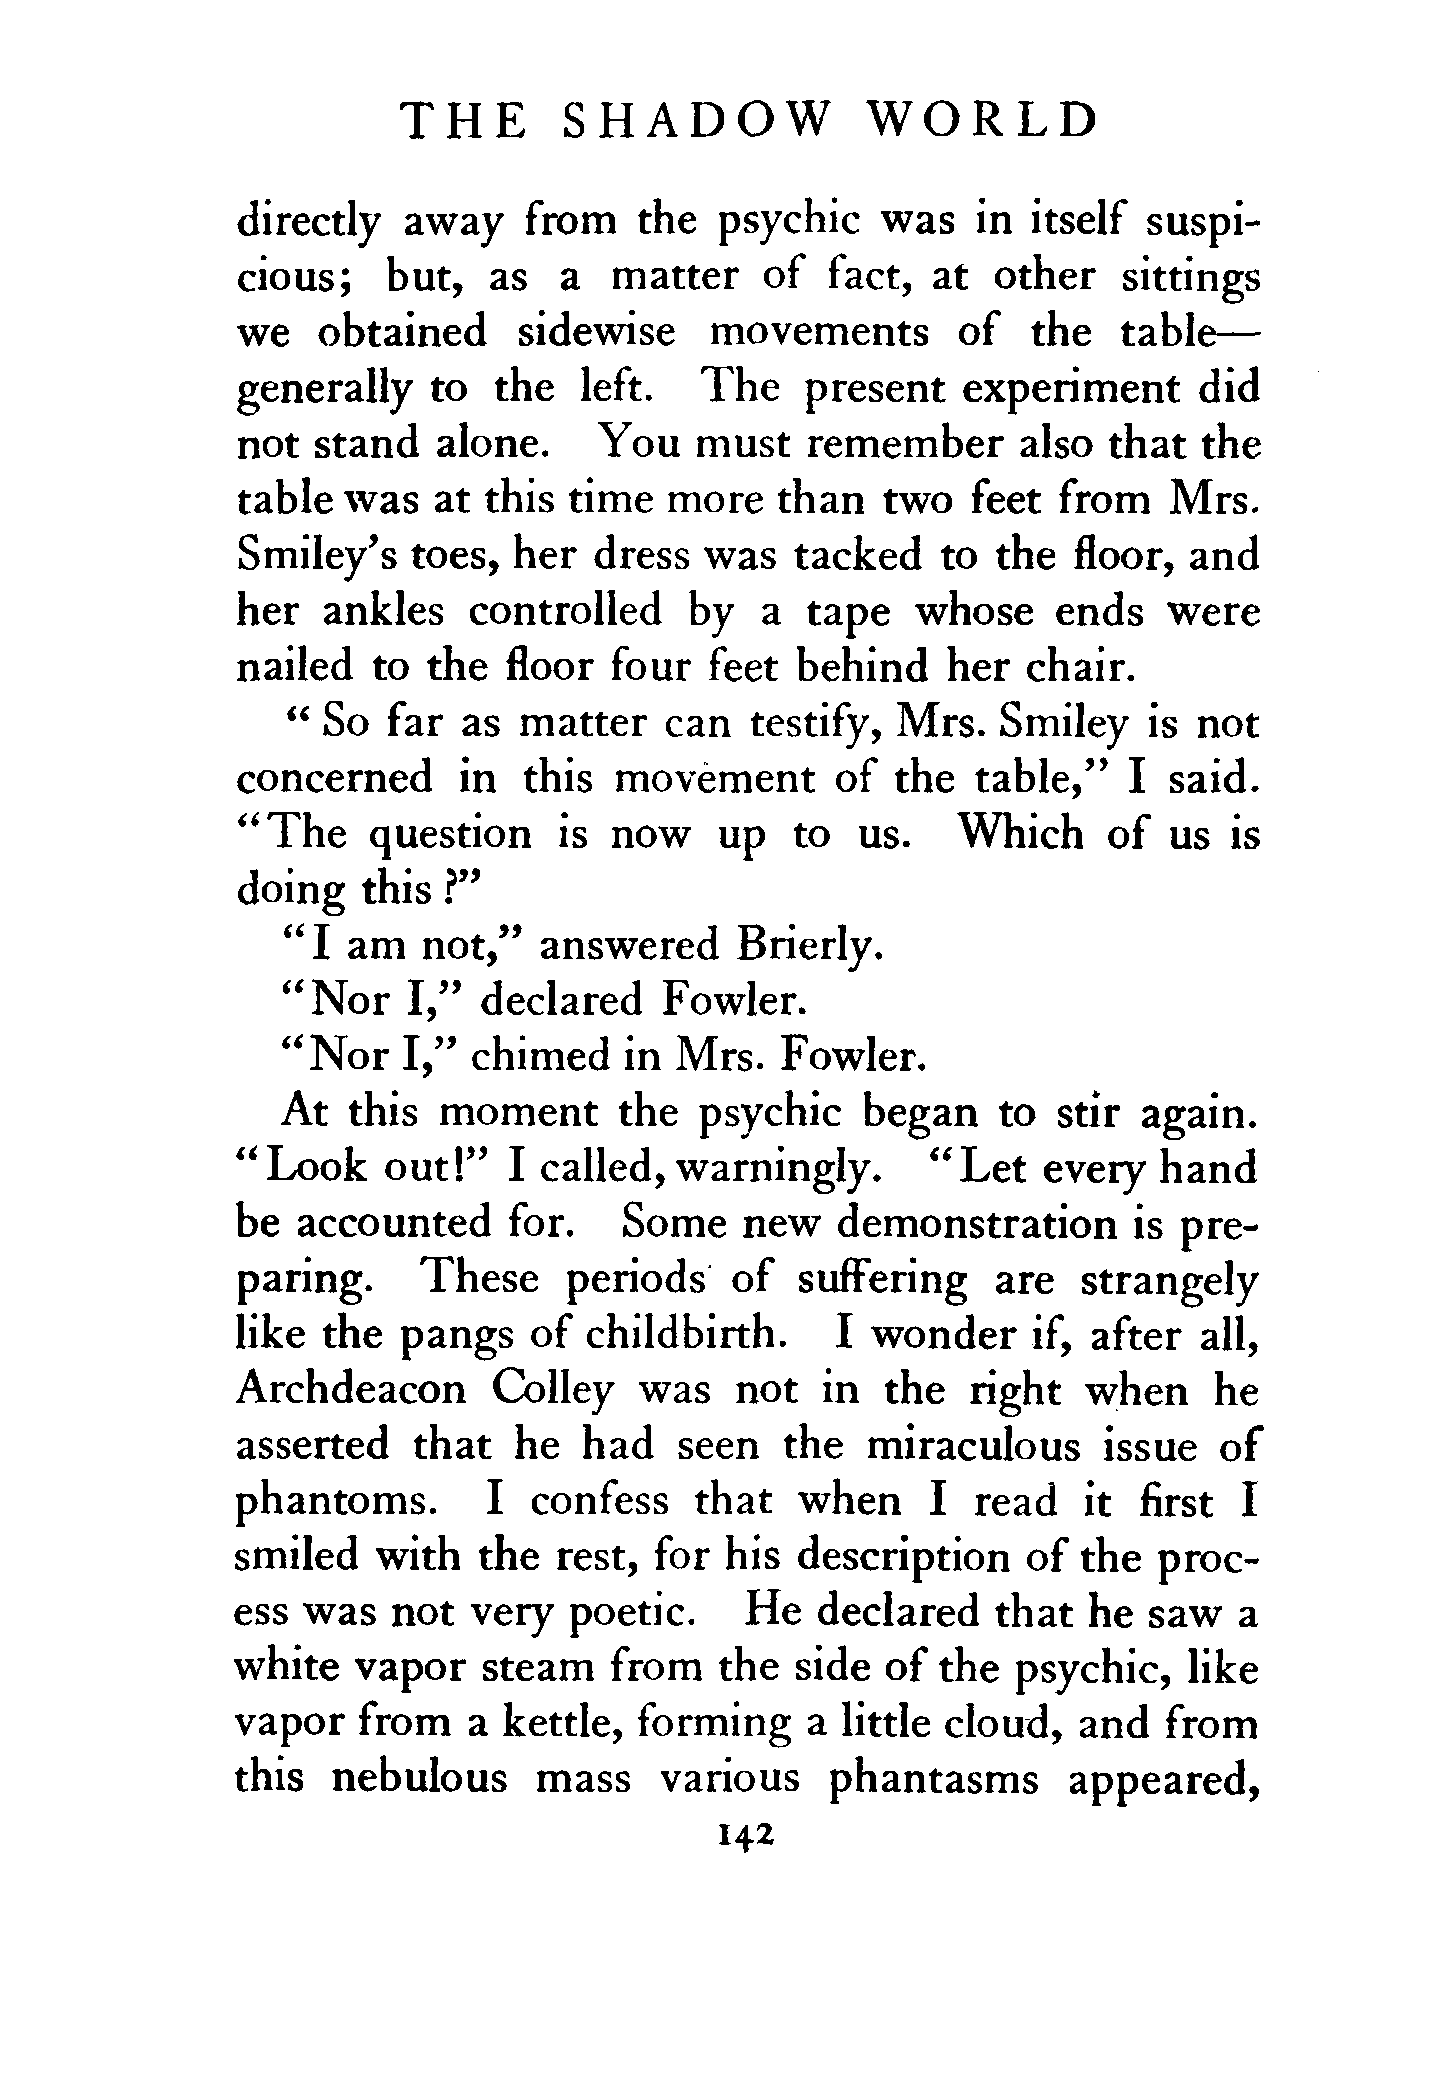 THE SHADOW WORLD
directly away from the psychic was in itself suspi-
cious; but, as a matter of fact, at other sittings
we obtained sidewise movements of the table—
generally to the left. The present experiment did
not stand alone. You must remember also that the
table was at this time more than two feet from Mrs.
Smiley's toes, her dress was tacked to the floor, and
her ankles controlled by a tape whose ends were
nailed to the floor four feet behind her chair.
"So far as matter can testify, Mrs. Smiley is not
concerned in this movement of the table," I said.
"The question is now up to us. Which of us is
doing this?"
"I am not," answered Brierly.
"Nor I," declared Fowler.
"Nor I," chimed in Mrs. Fowler.
At this moment the psychic began to stir again.
"Look out!" I called, warningly. "Let every hand
be accounted for. Some new demonstration is pre-
paring. These periods of suffering are strangely
like the pangs of childbirth. I wonder if, after all,
Archdeacon Colley was not in the right when he
asserted that he had seen the miraculous issue of
phantoms. I confess that when I read it first I
smiled with the rest, for his description of the proc-
ess was not very poetic. He declared that he saw a
white vapor steam from the side of the psychic, like
vapor from a kettle, forming a little cloud, and from
this nebulous mass various phantasms appeared,
142